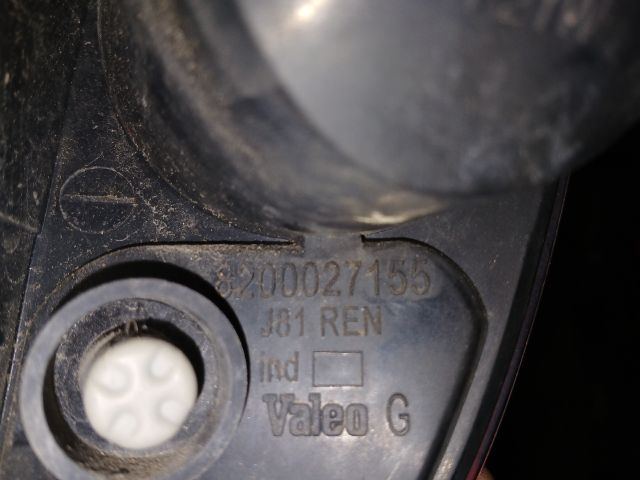 8200027155
J81 REN
ind
Valeo G